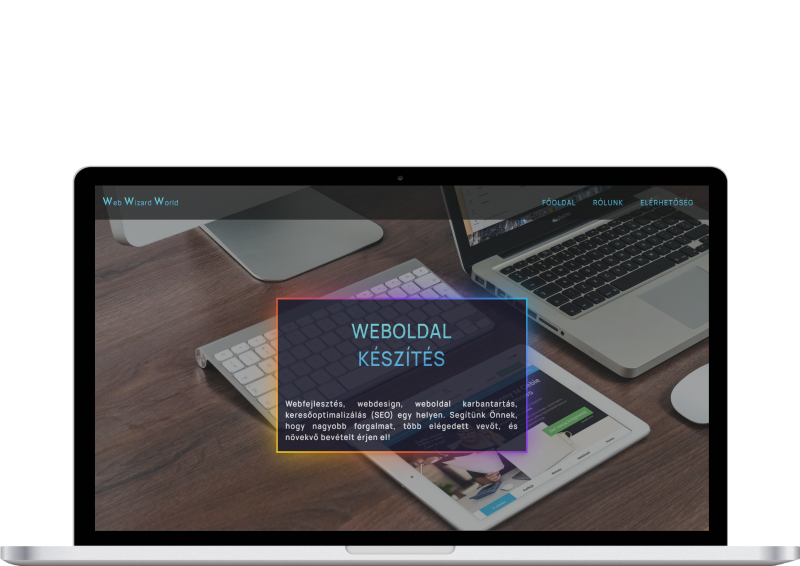 Web Wizard World
FŐOLDAL RÓLUNK ELÉRHETŐSÉG
WEBOLDAL
KÉSZÍTÉS
Webfejlesztés, webdesign, weboldal karbantartás,
keresőoptimalizálás (SEO) egy helyen. Segítünk Önnek,
hogy nagyobb forgalmat, több elégedett vevőt, és
növekvő bevételt érjen el!